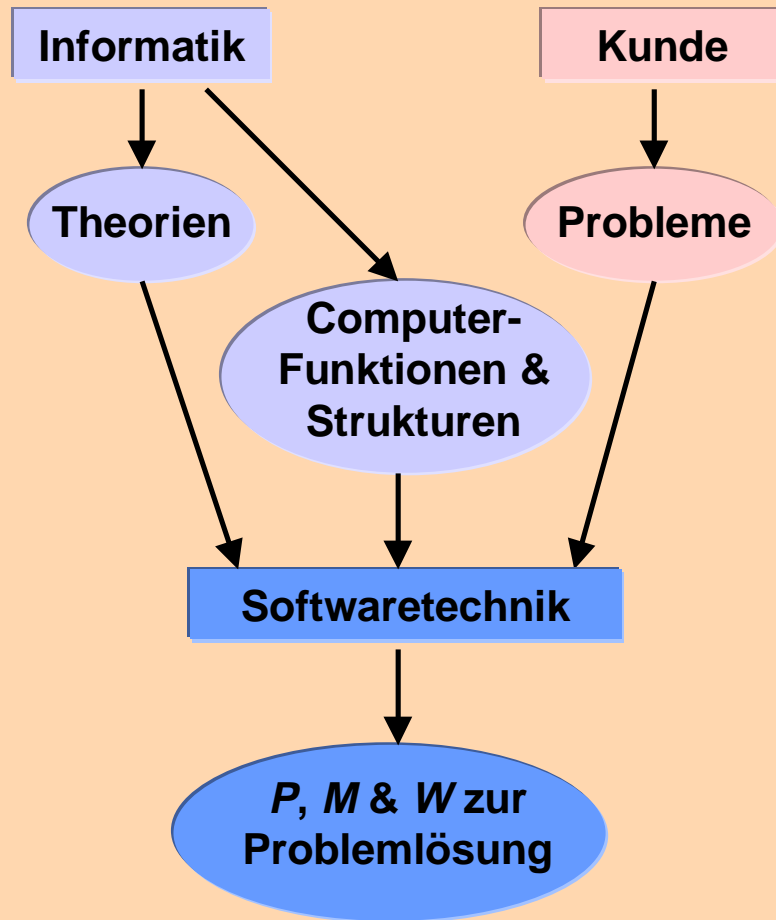 Informatik
Kunde
Theorien
Probleme
Computer-
Funktionen &
Strukturen
Softwaretechnik
P, M & W zur
Problemlösung